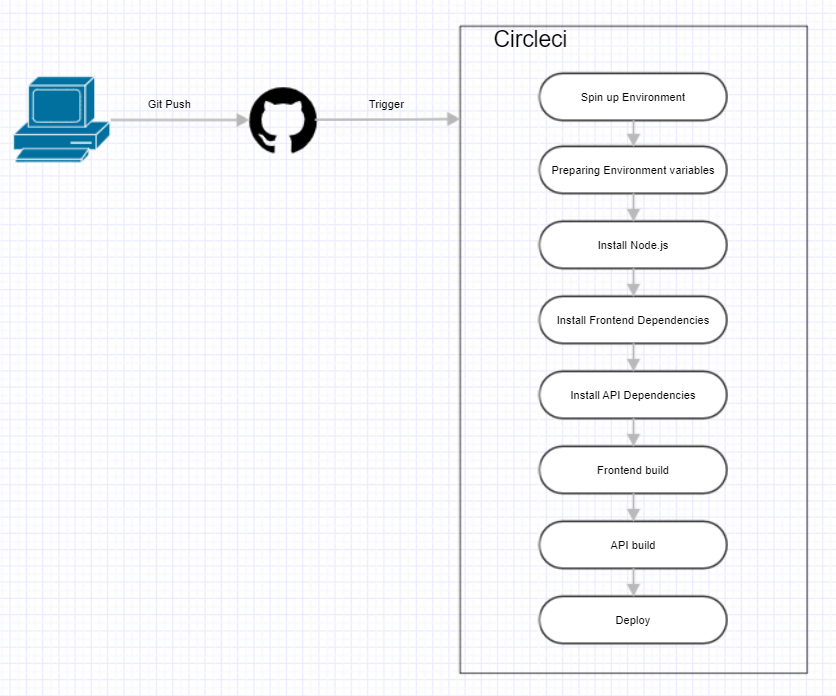 Circleci
Git Push
Trigger
Spin up Environment
Preparing Environment variables
Install Node.js
Install Frontend Dependencies
Install API Dependencies
Frontend build
API build
Deploy